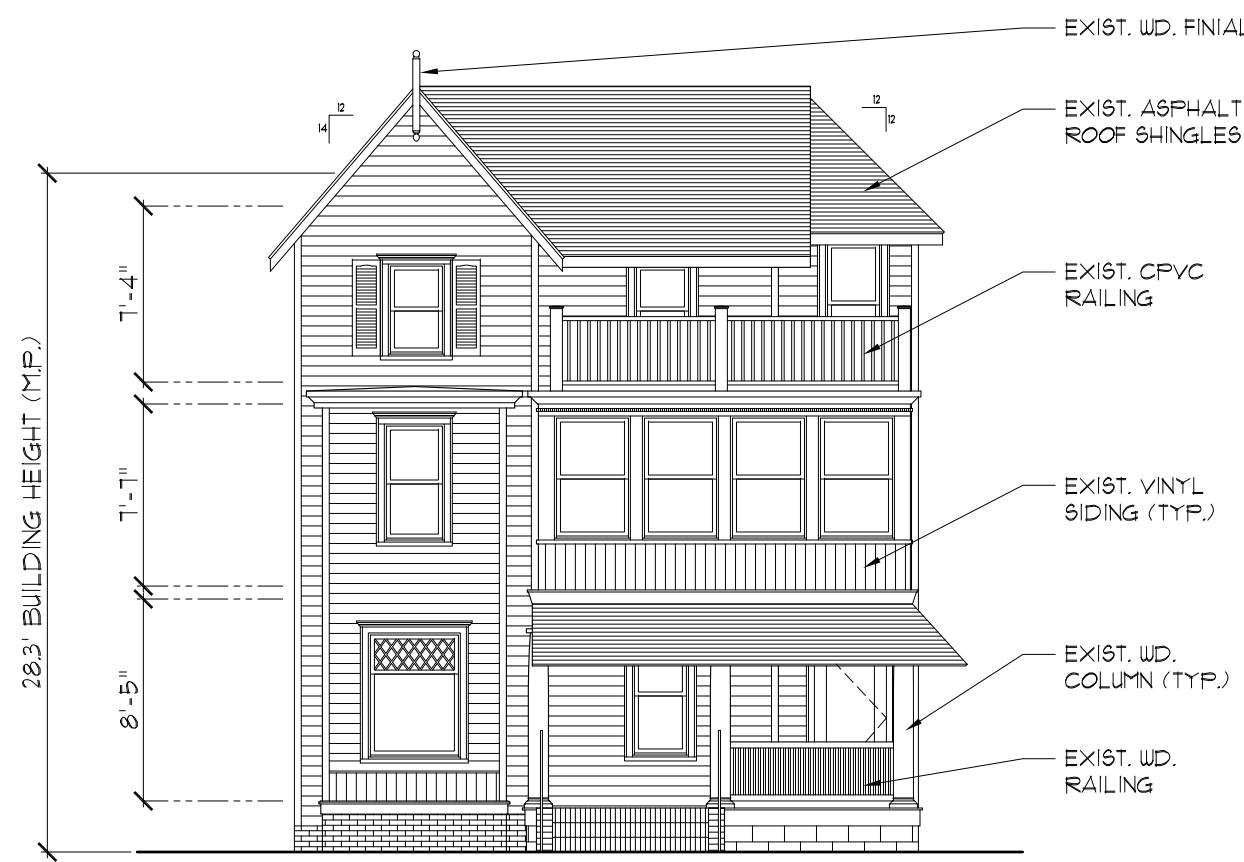 EXIST. WD. FINIAL
12
14
12
12
EXIST. ASPHALT
ROOF SHINGLES
7'-4"
EXIST. CPVC
RAILING
28.3' BUILDING HEIGHT (M.P.)
7'-7"
EXIST. VINYL
SIDING (TYP.)
8'-5"
EXIST. WD.
COLUMN (TYP.)
EXIST. WD.
RAILING